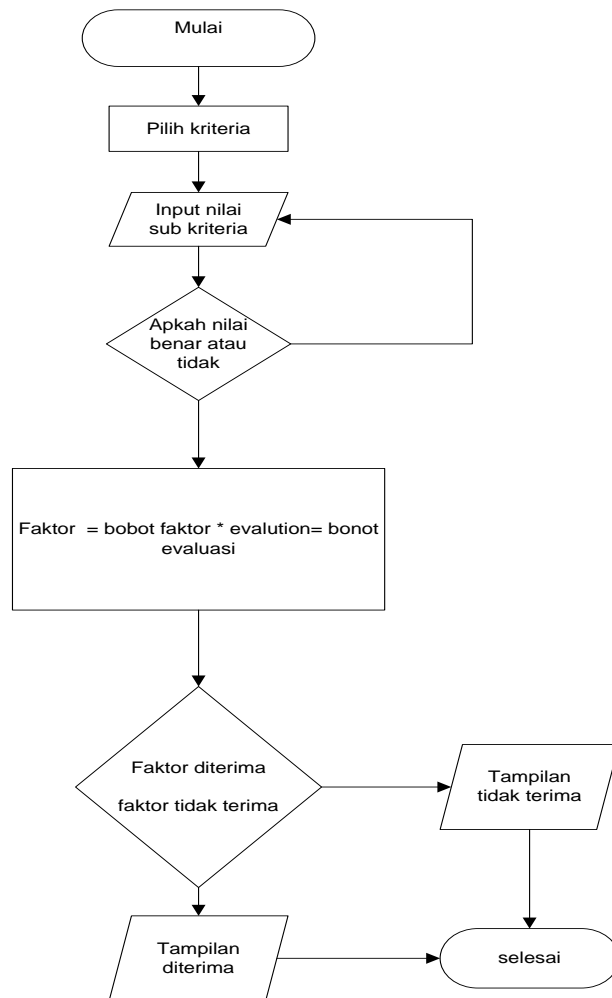 Mulai
Pilih kriteria
Input nilai
sub kriteria
Apkah nilai
benar atau
tidak
Faktor = bobot faktor * evalution= bonot
evaluasi
Faktor diterima
faktor tidak terima
Tampilan
tidak terima
Tampilan
diterima
selesai